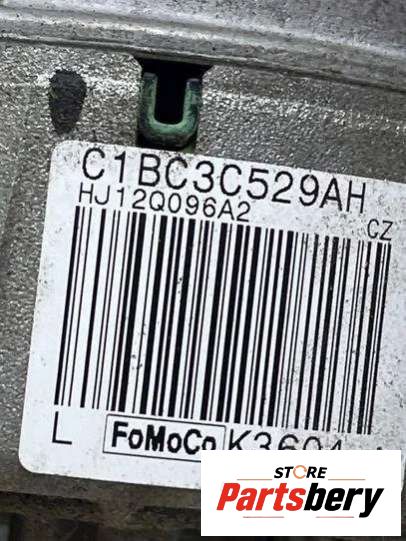 C1BC3C529AH
HJ12Q096A2
CZ
L FoMoCo
STORE
Partsbery